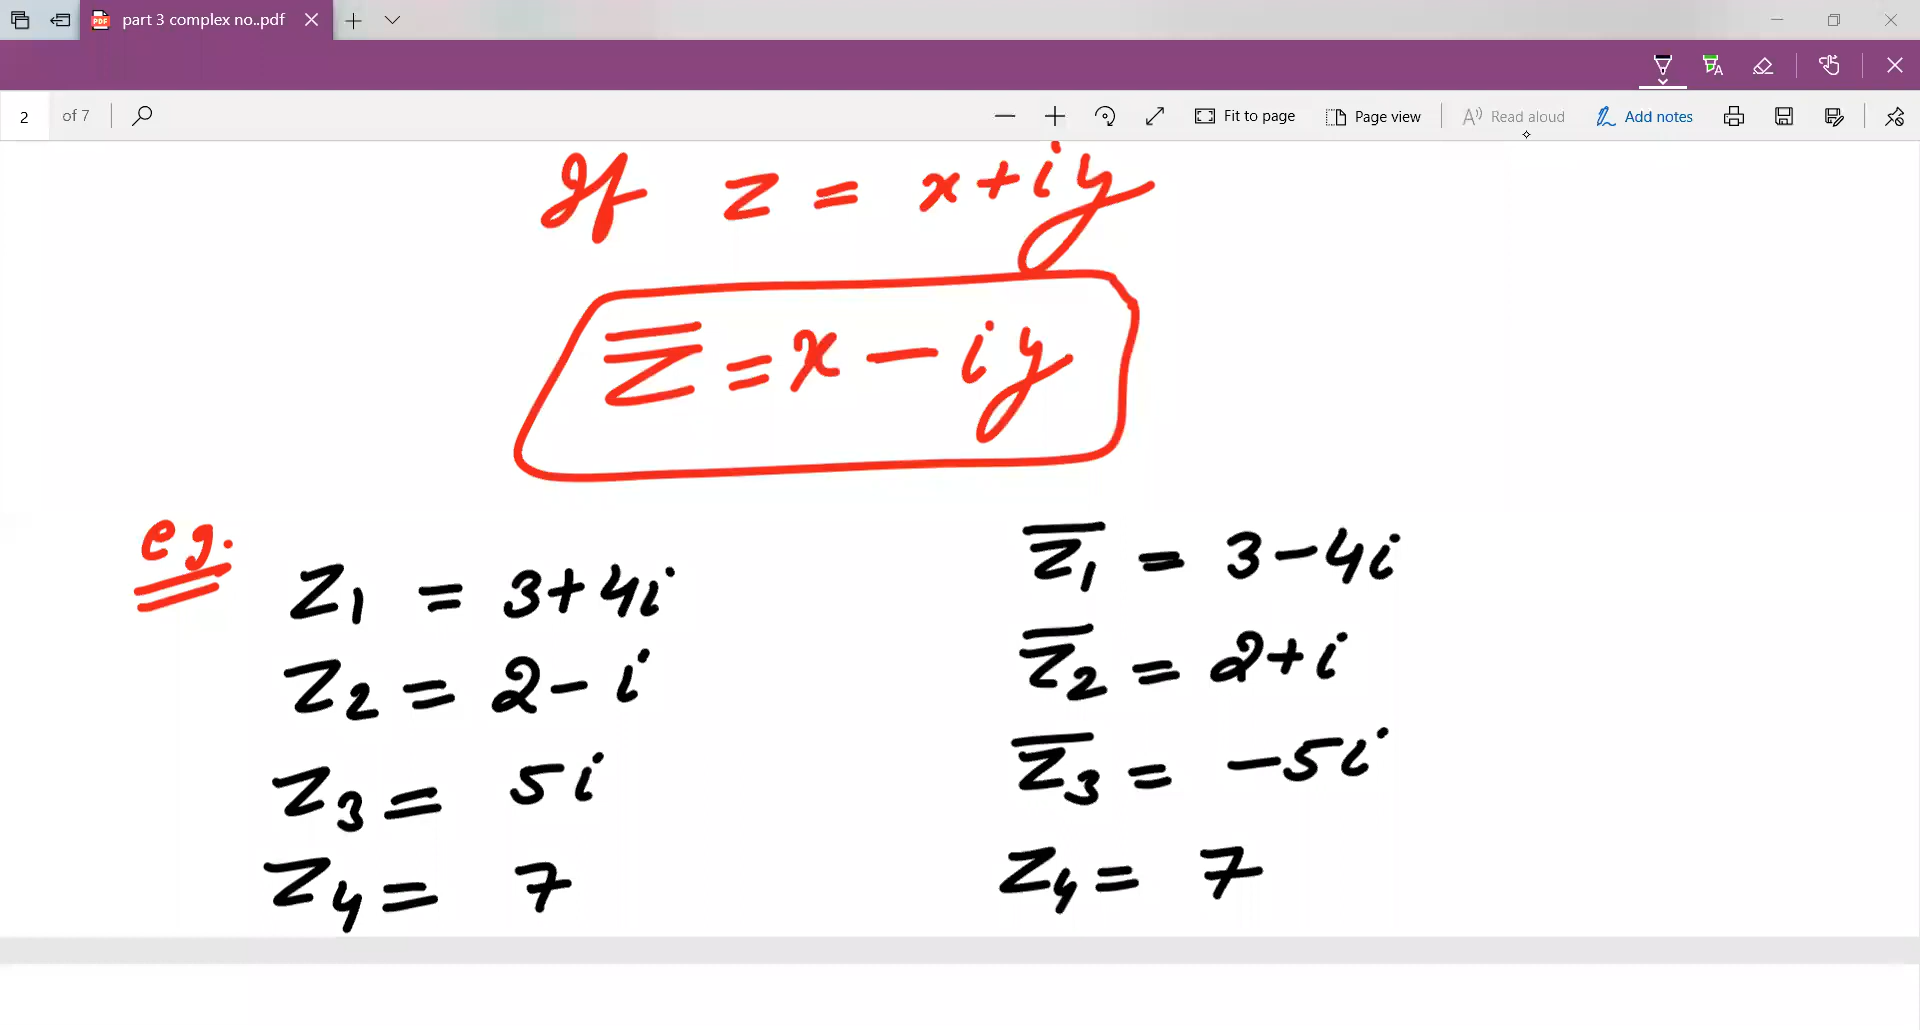 part 3 complex no..pdf
2 of 7
Fit to page
Page view
Read aloud
Add notes
If z = x+iy
z̅ = x - iy
eg.
z₁ = 3+4i
z̅₁ = 3-4i
z₂ = 2-i
z̅₂ = 2+i
z₃ = 5i
z̅₃ = -5i
z₄ = 7
z₄ = 7